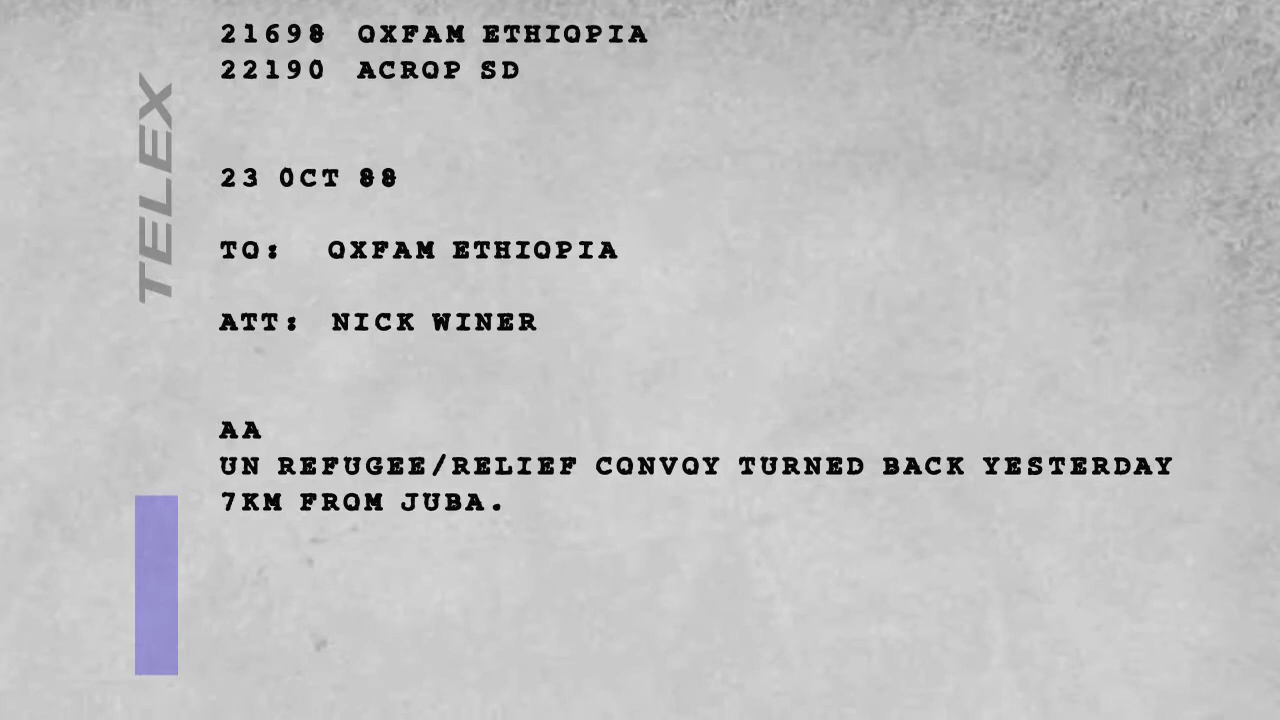 21698 OXFAM ETHIOPIA
22190 ACROP SD
TELEX
23 OCT 88
TO: OXFAM ETHIOPIA
ATT: NICK WINER
AA
UN REFUGEE/RELIEF CONVOY TURNED BACK YESTERDAY
7KM FROM JUBA.